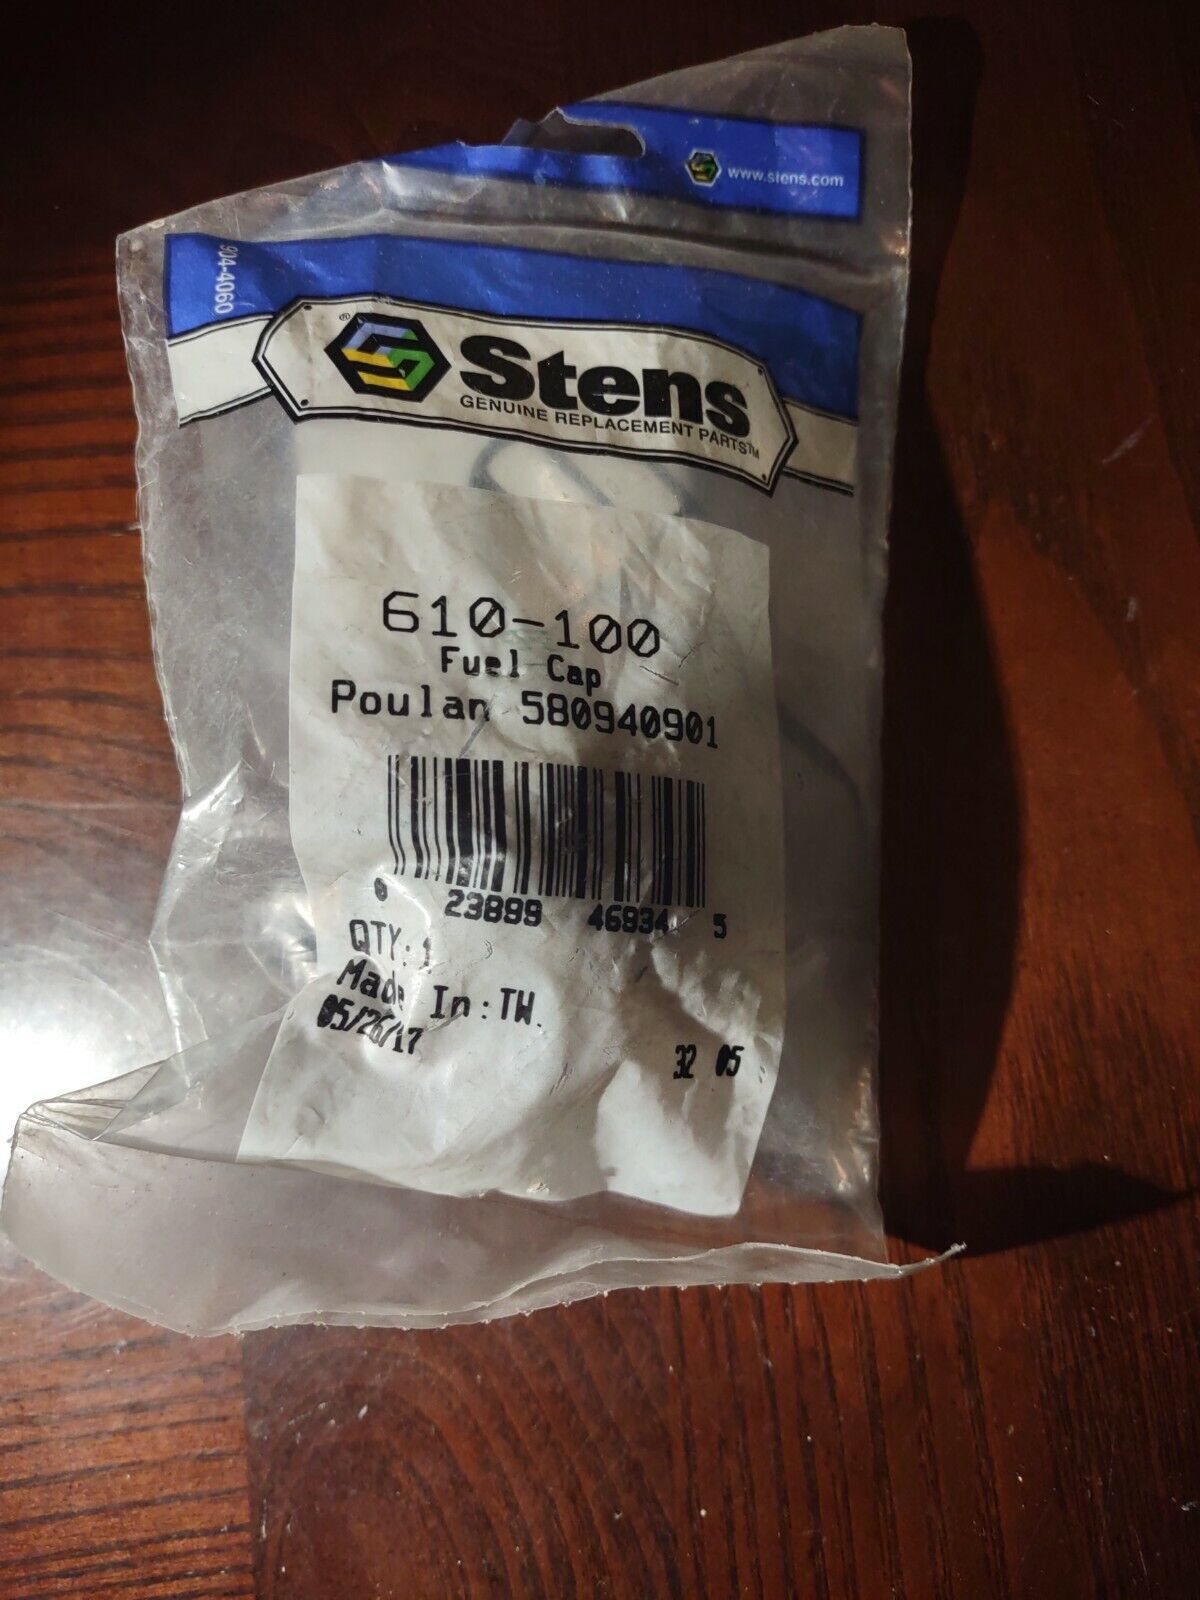 www.stens.com
904-4060
® Stens
GENUINE REPLACEMENT PARTS™
610-100
Fuel Cap
Poulan 580940901
0 23899 46934 5
QTY: 1
Made In: TW.
05/26/17
32 05